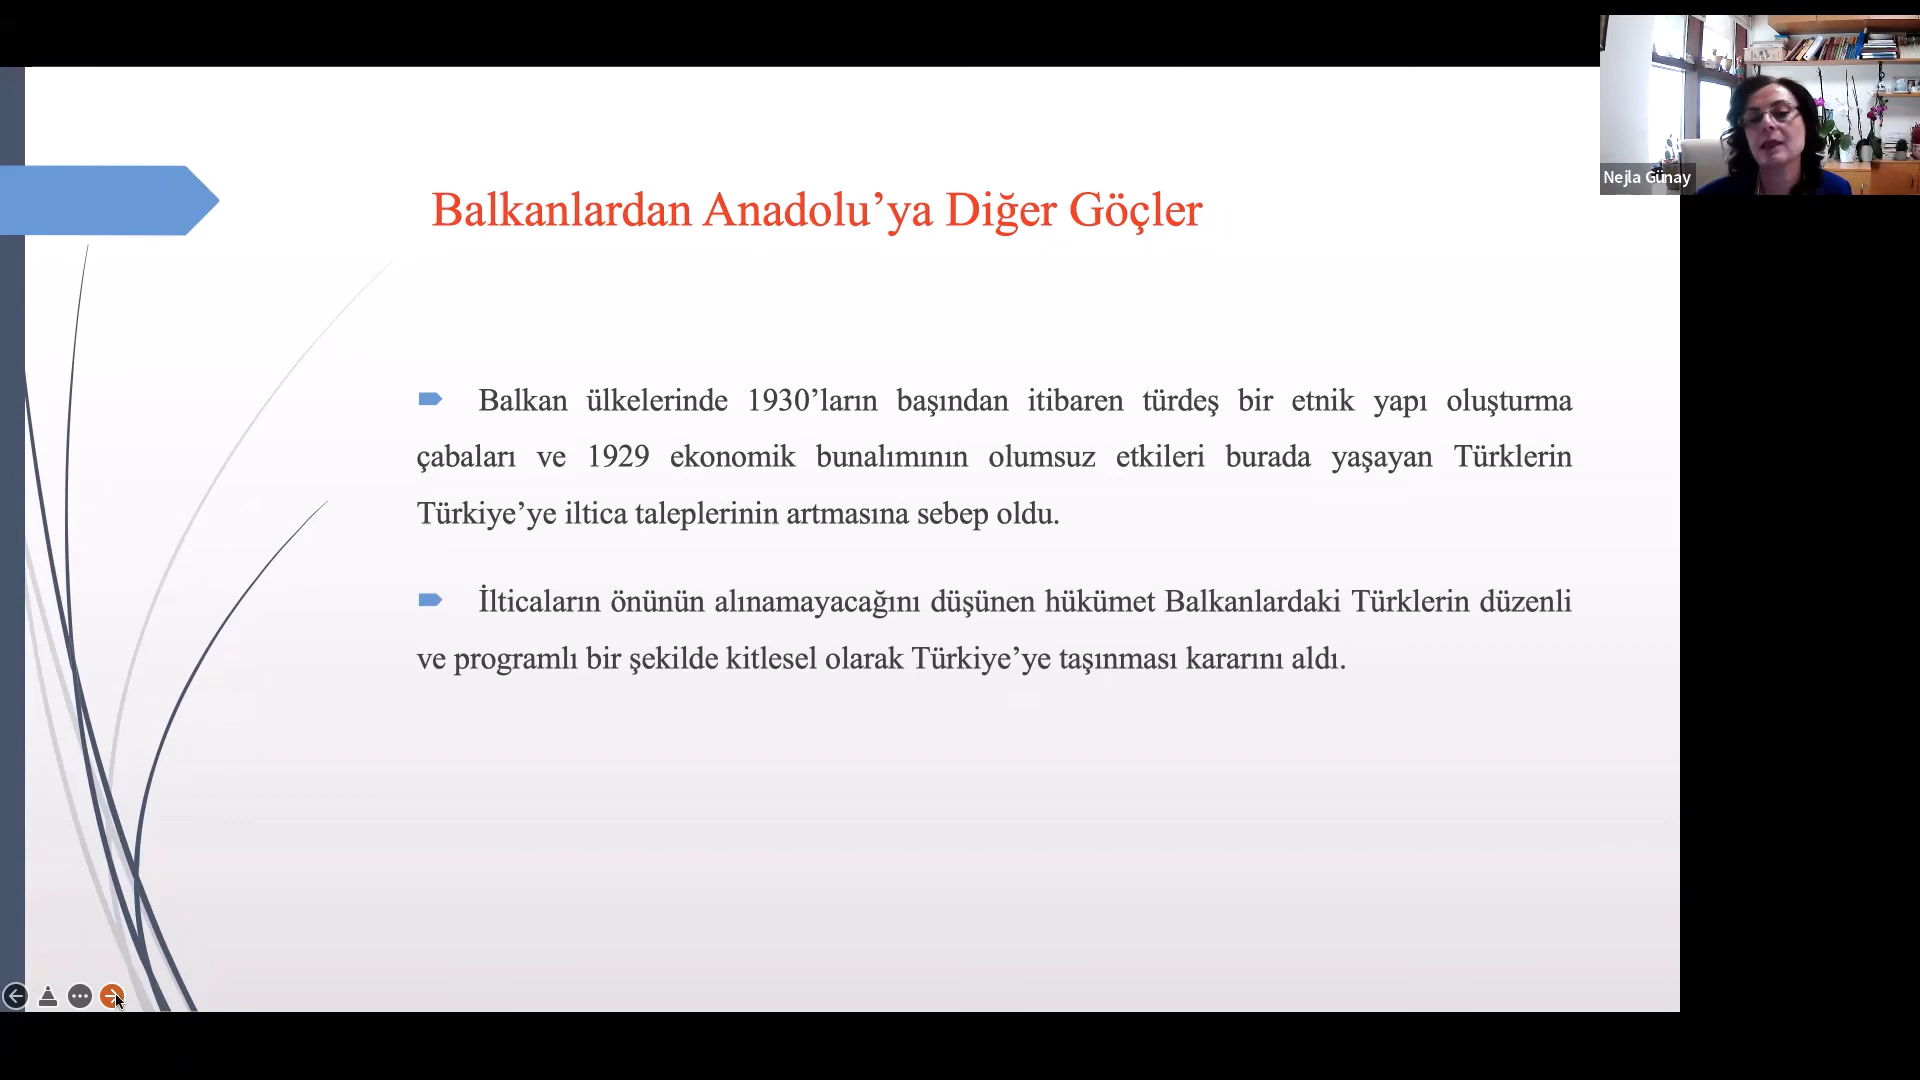 Nejla Günay
Balkanlardan Anadolu’ya Diğer Göçler
Balkan ülkelerinde 1930’ların başından itibaren türdeş bir etnik yapı oluşturma
çabaları ve 1929 ekonomik bunalımının olumsuz etkileri burada yaşayan Türklerin
Türkiye’ye iltica taleplerinin artmasına sebep oldu.
İlticaların önünün alınamayacağını düşünen hükümet Balkanlardaki Türklerin düzenli
ve programlı bir şekilde kitlesel olarak Türkiye’ye taşınması kararını aldı.